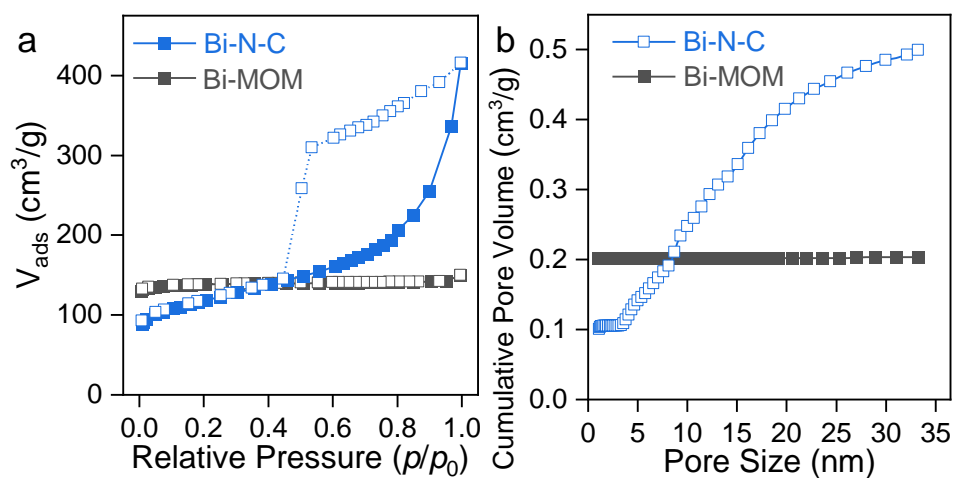 a
Bi-N-C
Bi-MOM
V_ads (cm³/g)
400
300
200
100
0
0.0 0.2 0.4 0.6 0.8 1.0
Relative Pressure (p/p₀)
b
Bi-N-C
Bi-MOM
Cumulative Pore Volume (cm³/g)
0.5
0.4
0.3
0.2
0.1
0.0
0 5 10 15 20 25 30 35
Pore Size (nm)